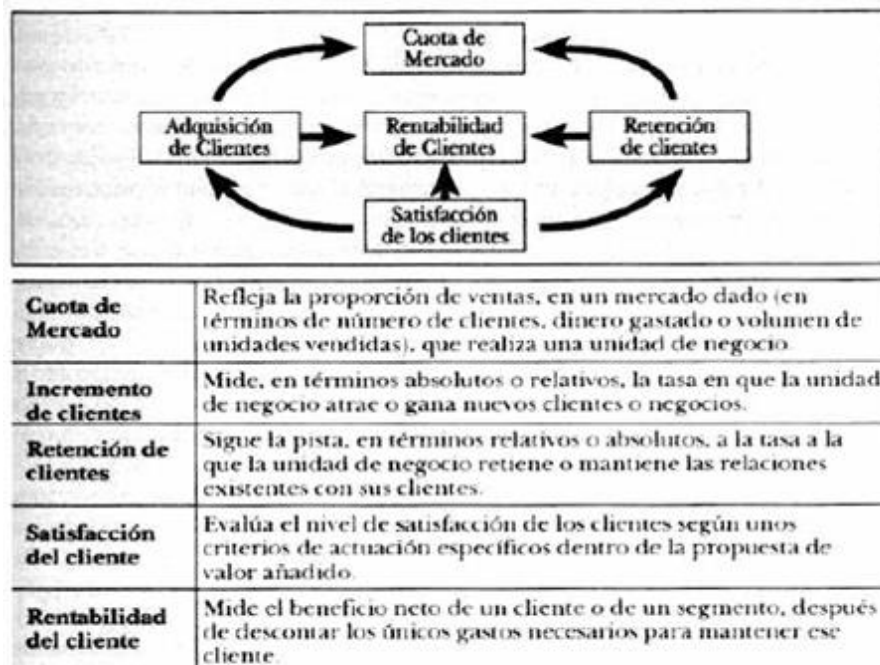 Cuota de
Mercado
Adquisición
de Clientes
Rentabilidad
de Clientes
Retención
de clientes
Satisfacción
de los clientes
Cuota de
Mercado
Refleja la proporción de ventas, en un mercado dado (en
términos de número de clientes, dinero gastado o volumen de
unidades vendidas), que realiza una unidad de negocio.
Incremento
de clientes
Mide, en términos absolutos o relativos, la tasa en que la unidad
de negocio atrae o gana nuevos clientes o negocios.
Retención de
clientes
Sigue la pista, en términos relativos o absolutos, a la tasa a la
que la unidad de negocio retiene o mantiene las relaciones
existentes con sus clientes.
Satisfacción
del cliente
Evalúa el nivel de satisfacción de los clientes según unos
criterios de actuación específicos dentro de la propuesta de
valor añadido.
Rentabilidad
del cliente
Mide el beneficio neto de un cliente o de un segmento, después
de descontar los únicos gastos necesarios para mantener ese
cliente.